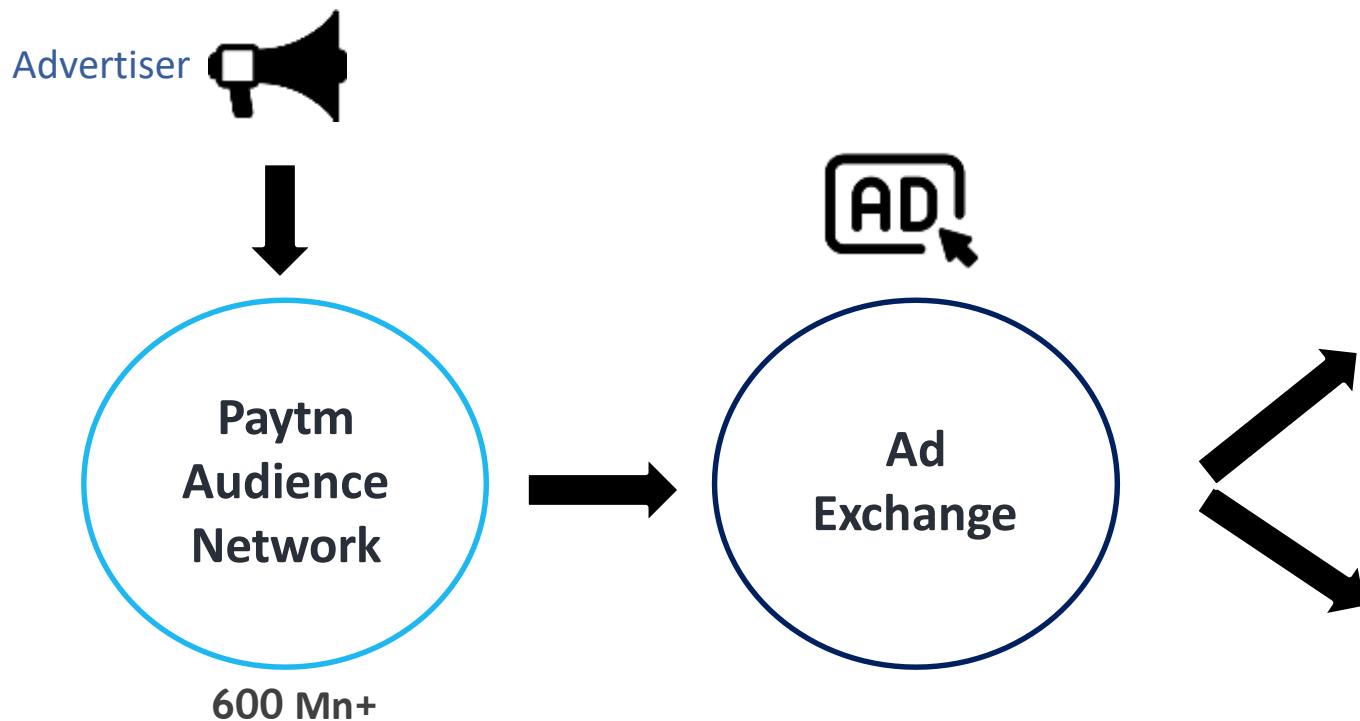 Advertiser
AD
Paytm
Audience
Network
Ad
Exchange
600 Mn+